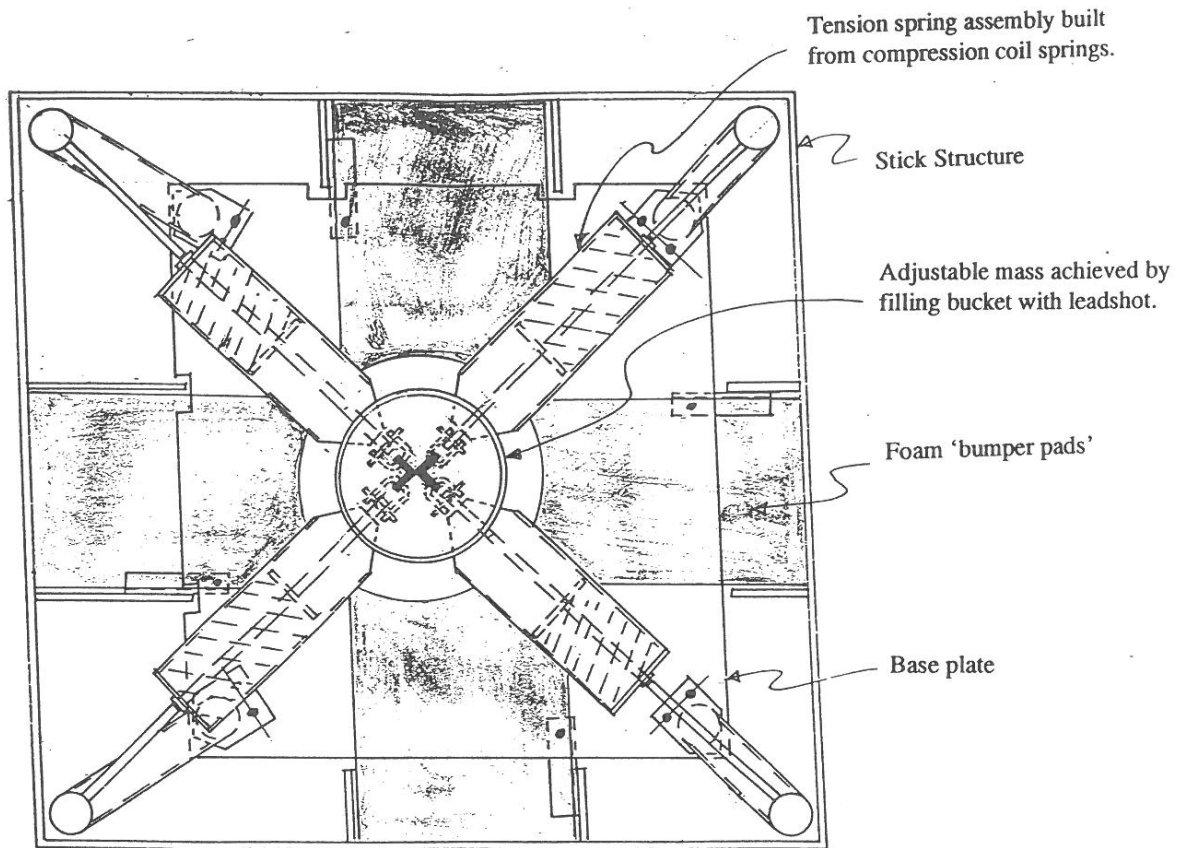 Tension spring assembly built
from compression coil springs.
Stick Structure
Adjustable mass achieved by
filling bucket with leadshot.
Foam ‘bumper pads’
Base plate